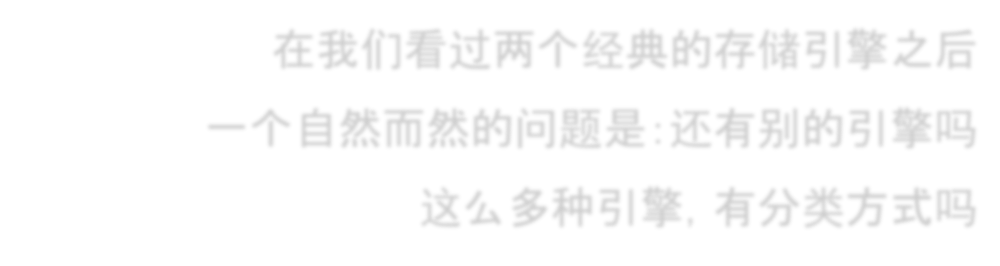 在我们看过两个经典的存储引擎之后
一个自然而然的问题是:还有别的引擎吗
这么多种引擎, 有分类方式吗